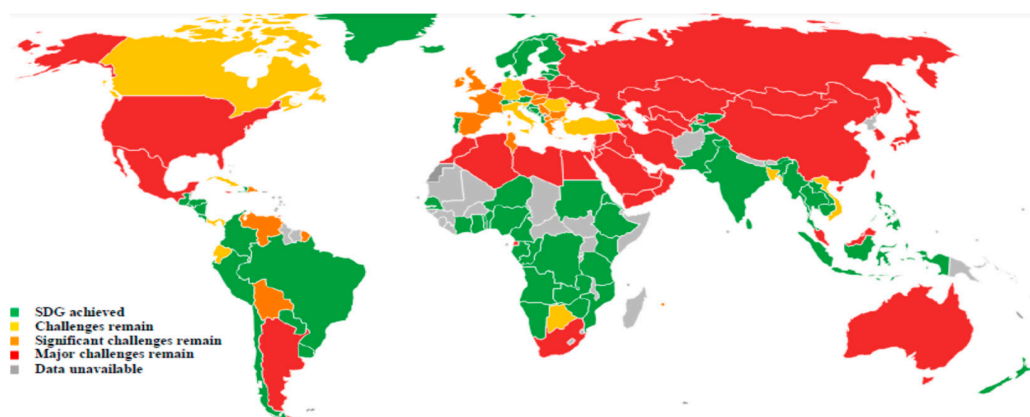 SDG achieved
Challenges remain
Significant challenges remain
Major challenges remain
Data unavailable